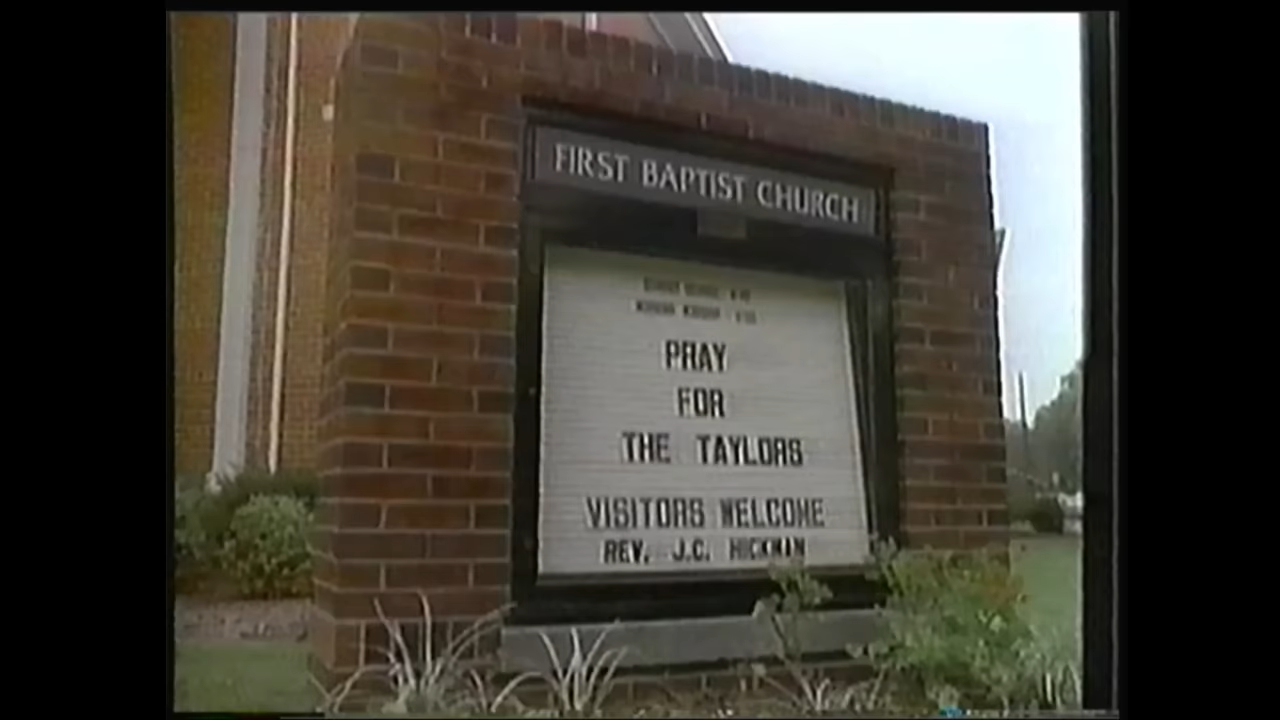 FIRST BAPTIST CHURCH
PRAY
FOR
THE TAYLORS
VISITORS WELCOME
REV. J.C. HICKMAN